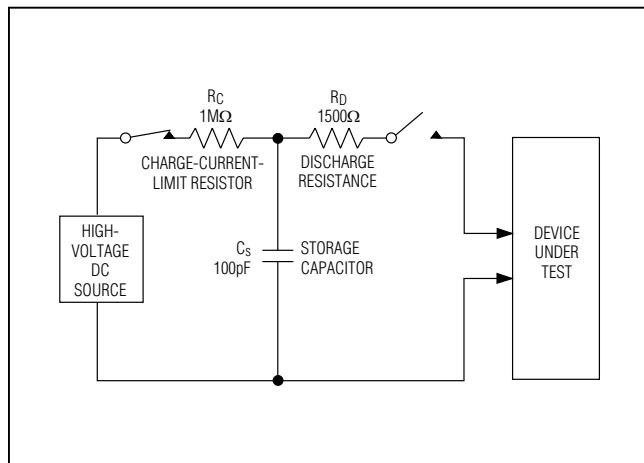 RC
1MΩ
CHARGE-CURRENT-
LIMIT RESISTOR
RD
1500Ω
DISCHARGE
RESISTANCE
HIGH-
VOLTAGE
DC
SOURCE
CS
100pF
STORAGE
CAPACITOR
DEVICE
UNDER
TEST